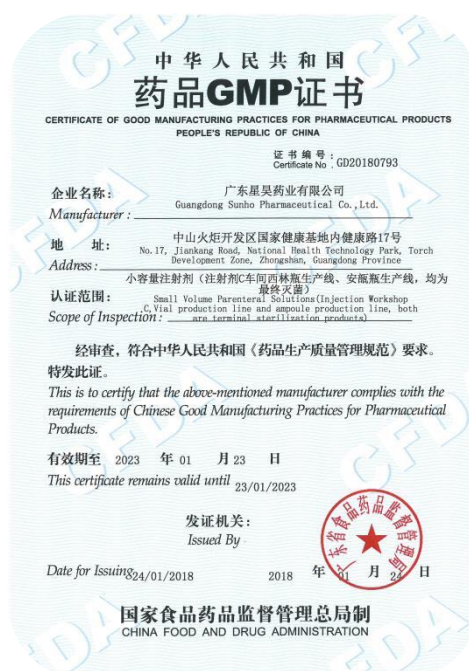 中华人民共和国
药品GMP证书
CERTIFICATE OF GOOD MANUFACTURING PRACTICES FOR PHARMACEUTICAL PRODUCTS
PEOPLE'S REPUBLIC OF CHINA
证书编号:
Certificate No . GD20180793
企业名称: 广东星昊药业有限公司
Manufacturer : Guangdong Sunho Pharmaceutical Co.,Ltd.
地 址: 中山火炬开发区国家健康基地内健康路17号
No.17, Jiankang Road, National Health Technology Park, Torch
Address : Development Zone, Zhongshan, Guangdong Province
小容量注射剂(注射剂C车间西林瓶生产线、安瓿瓶生产线,均为
认证范围: 最终灭菌)
Small Volume Parenteral Solutions(Injection Workshop
C,Vial production line and ampoule production line, both
Scope of Inspection : are terminal sterilization products)
经审查,符合中华人民共和国《药品生产质量管理规范》要求。
特发此证。
This is to certify that the above-mentioned manufacturer complies with the
requirements of Chinese Good Manufacturing Practices for Pharmaceutical
Products.
有效期至 2023 年 01 月 23 日
This certificate remains valid until 23/01/2023
发证机关:
Issued By
广东省食品药品监督管理局
Date for Issuing 24/01/2018 2018 年 01 月 24 日
国家食品药品监督管理总局制
CHINA FOOD AND DRUG ADMINISTRATION
CFDA